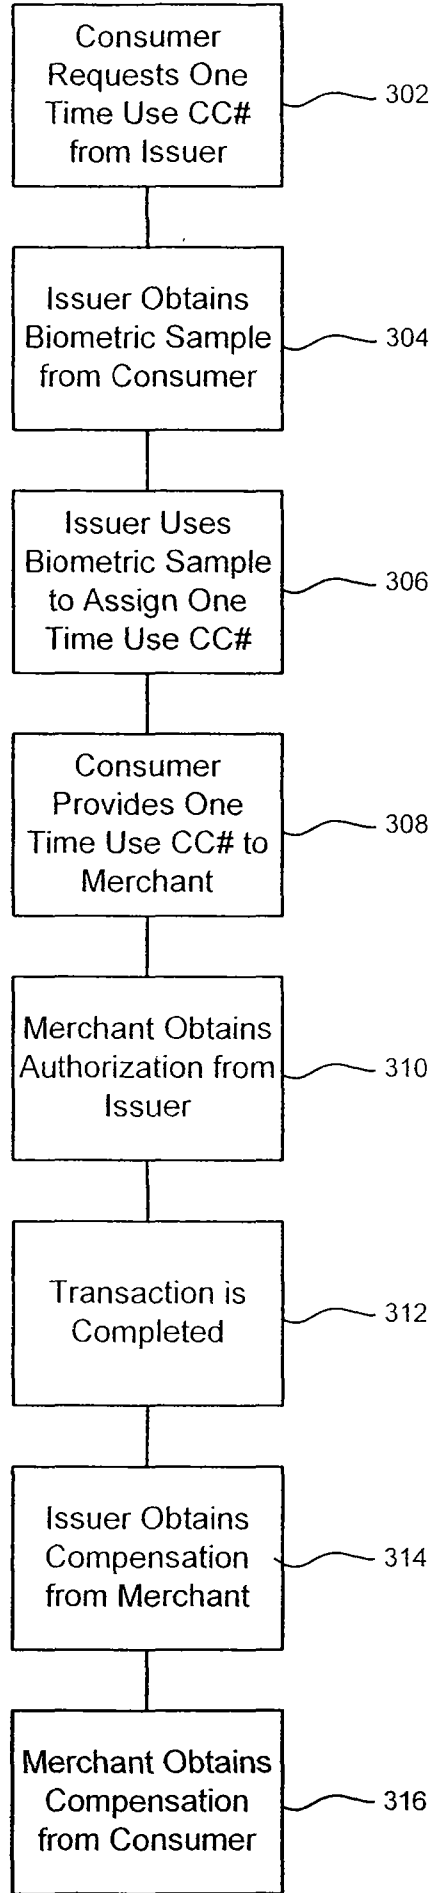 Consumer
Requests One
Time Use CC#
from Issuer
302
Issuer Obtains
Biometric Sample
from Consumer
304
Issuer Uses
Biometric Sample
to Assign One
Time Use CC#
306
Consumer
Provides One
Time Use CC# to
Merchant
308
Merchant Obtains
Authorization from
Issuer
310
Transaction is
Completed
312
Issuer Obtains
Compensation
from Merchant
314
Merchant Obtains
Compensation
from Consumer
316